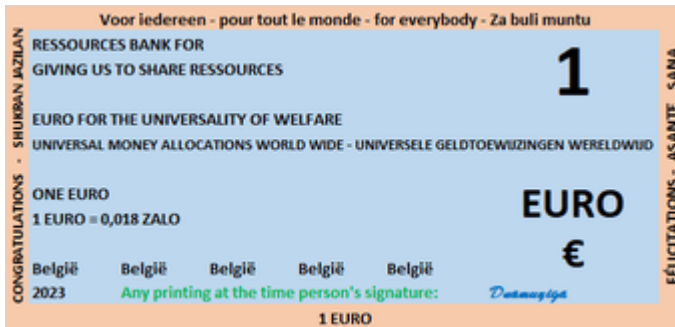 Voor iedereen - pour tout le monde - for everybody - Za buli muntu
CONGRATULATIONS - SHUKRAN JAZILAN
RESSOURCES BANK FOR
GIVING US TO SHARE RESSOURCES
1
EURO FOR THE UNIVERSALITY OF WELFARE
UNIVERSAL MONEY ALLOCATIONS WORLD WIDE - UNIVERSELE GELDTOEWIJZINGEN WERELDWIJD
ONE EURO
1 EURO = 0,018 ZALO
EURO
€
België België België België België
2023 Any printing at the time person's signature:
FÉLICITATIONS - ASANTE SANA
1 EURO